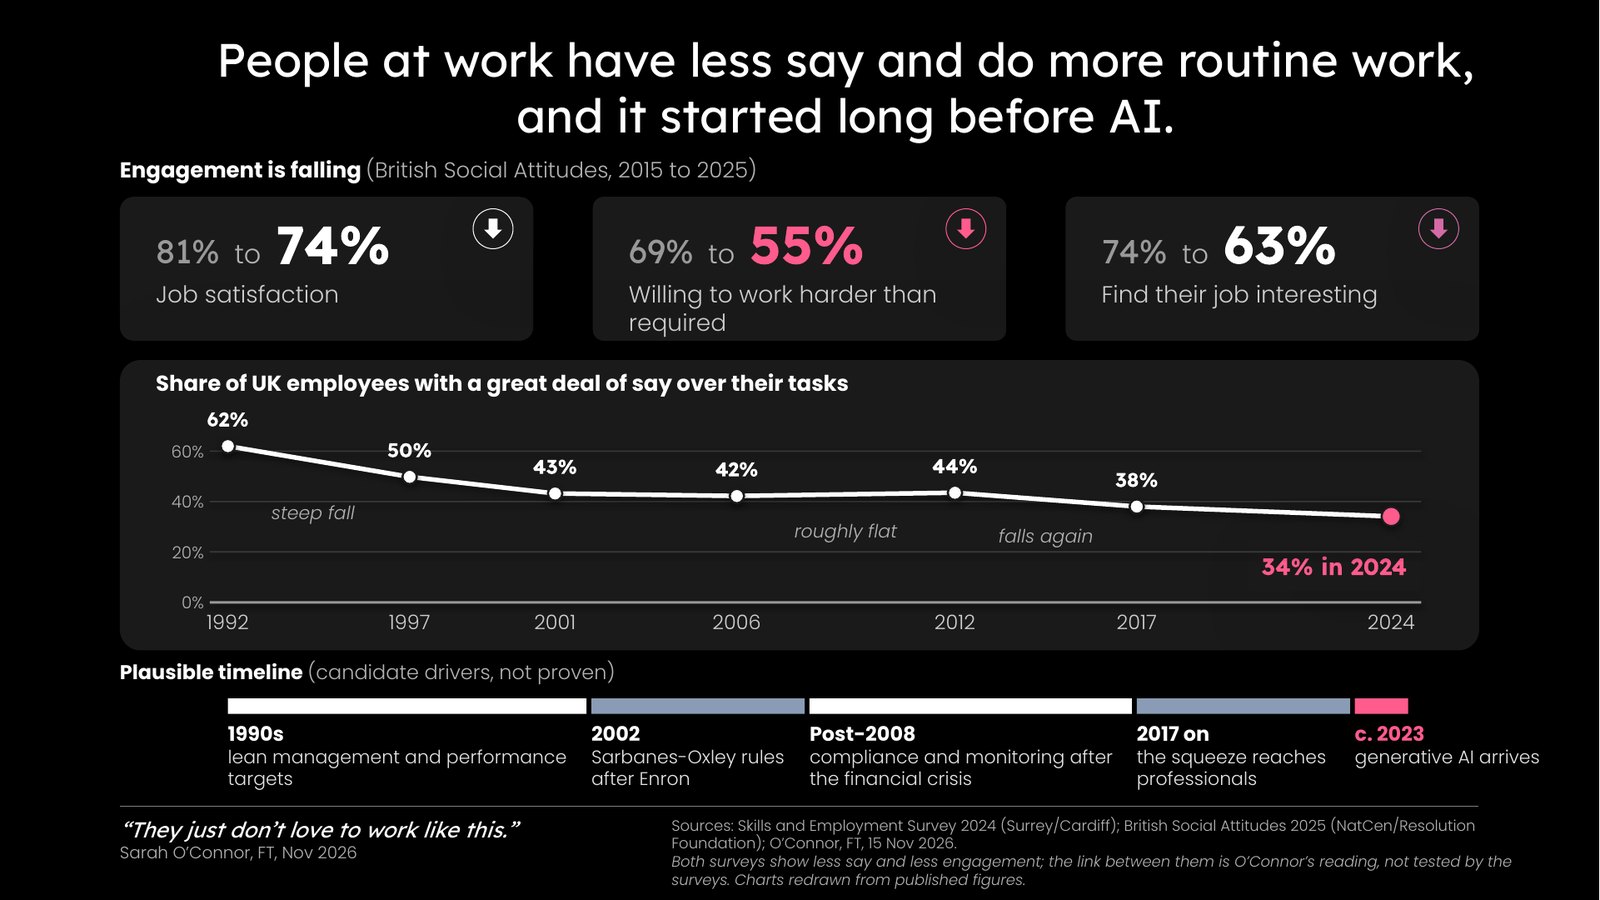 People at work have less say and do more routine work,
and it started long before AI.
Engagement is falling (British Social Attitudes, 2015 to 2025)
81% to 74%
Job satisfaction
69% to 55%
Willing to work harder than
required
74% to 63%
Find their job interesting
Share of UK employees with a great deal of say over their tasks
62%
50%
43%
42%
44%
38%
60%
40%
20%
0%
steep fall
roughly flat
falls again
34% in 2024
1992
1997
2001
2006
2012
2017
2024
Plausible timeline (candidate drivers, not proven)
1990s
lean management and performance
targets
2002
Sarbanes-Oxley rules
after Enron
Post-2008
compliance and monitoring after
the financial crisis
2017 on
the squeeze reaches
professionals
c. 2023
generative AI arrives
“They just don’t love to work like this.”
Sarah O’Connor, FT, Nov 2026
Sources: Skills and Employment Survey 2024 (Surrey/Cardiff); British Social Attitudes 2025 (NatCen/Resolution
Foundation); O’Connor, FT, 15 Nov 2026.
Both surveys show less say and less engagement; the link between them is O’Connor’s reading, not tested by the
surveys. Charts redrawn from published figures.